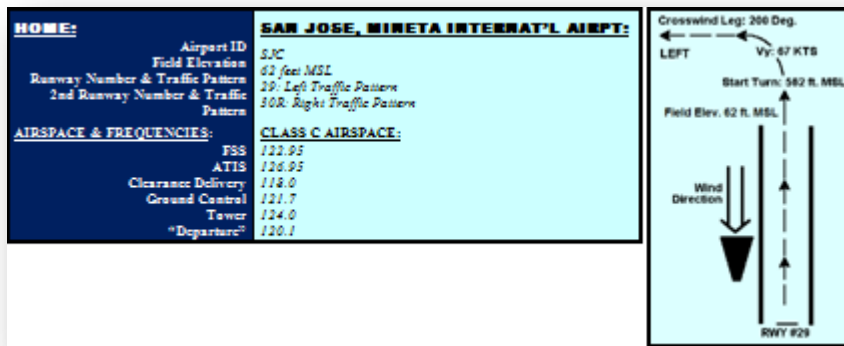 HOME:
Airport ID
Field Elevation
Runway Number & Traffic Pattern
2nd Runway Number & Traffic
Pattern
AIRSPACE & FREQUENCIES:
FSS
ATIS
Clearance Delivery
Ground Control
Tower
"Departure"
SAN JOSE, MINETA INTERNAT'L AIRPT:
SJC
62 feet MSL
29: Left Traffic Pattern
30R: Right Traffic Pattern
CLASS C AIRSPACE:
122.95
126.95
118.0
121.7
124.0
120.1
Crosswind Leg: 200 Deg.
LEFT
Vy: 67 KTS
Start Turn: 562 ft. MSL
Field Elev. 62 ft. MSL
Wind
Direction
RWY #29